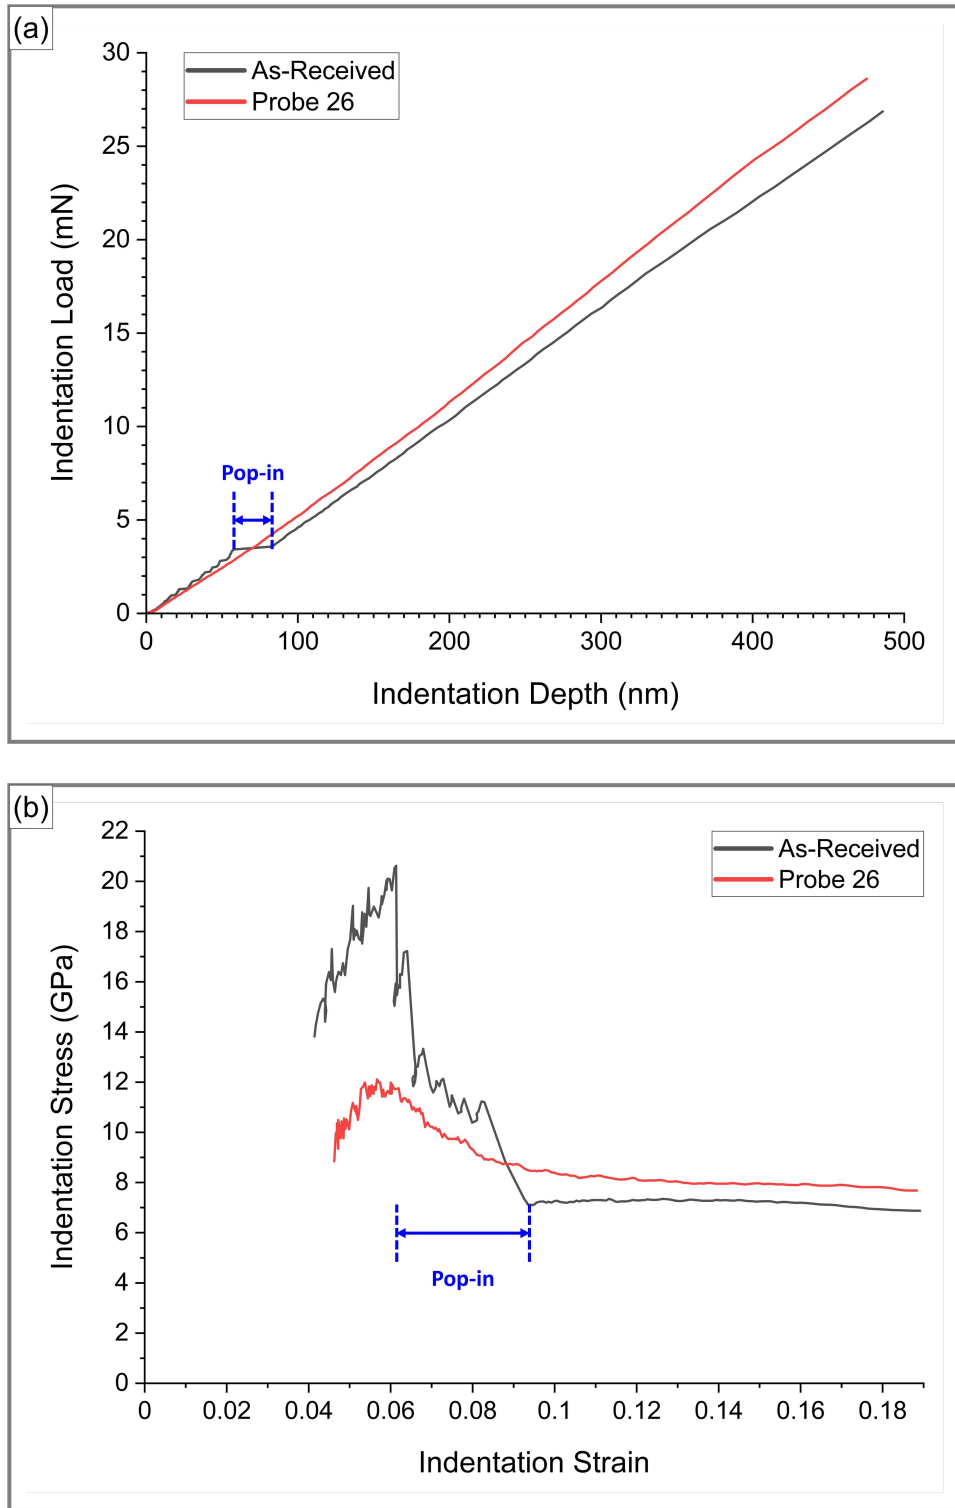 (a)
30
25
20
15
10
5
0
Indentation Load (mN)
As-Received
Probe 26
Pop-in
0 100 200 300 400 500
Indentation Depth (nm)
(b)
22
20
18
16
14
12
10
8
6
4
2
0
Indentation Stress (GPa)
As-Received
Probe 26
Pop-in
0 0.02 0.04 0.06 0.08 0.1 0.12 0.14 0.16 0.18
Indentation Strain